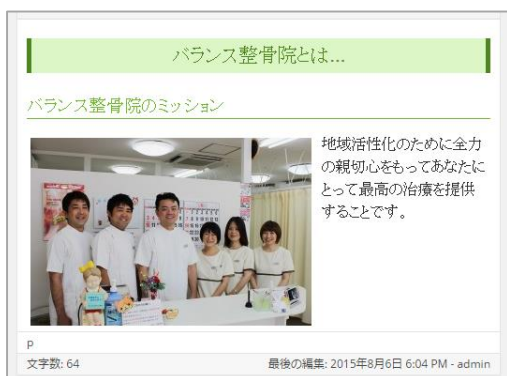 バランス整骨院とは...
バランス整骨院のミッション
地域活性化のために全力
の親切心をもってあなたに
とって最高の治療を提供
することです。
P
文字数: 64
最後の編集: 2015年8月6日 6:04 PM - admin